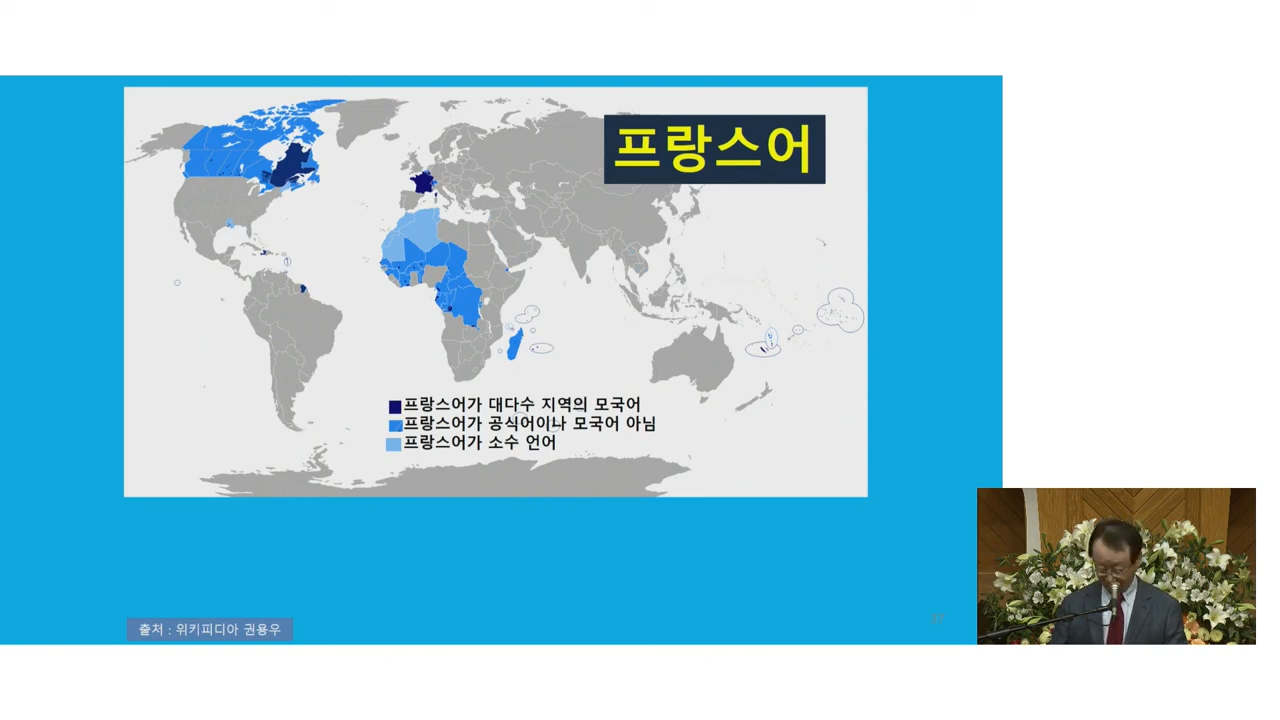 프랑스어
프랑스어가 대다수 지역의 모국어
프랑스어가 공식어이나 모국어 아님
프랑스어가 소수 언어
출처 : 위키피디아 권용우